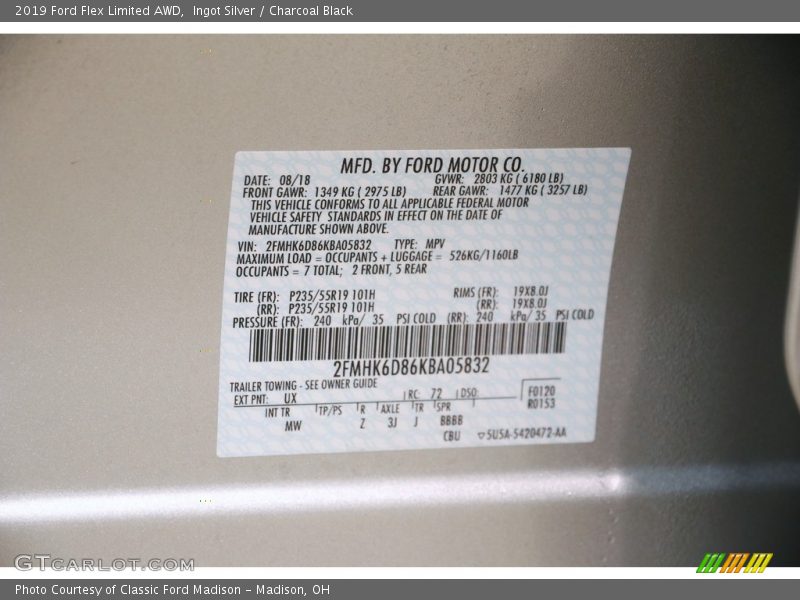 2019 Ford Flex Limited AWD,  Ingot Silver / Charcoal Black
MFD. BY FORD MOTOR CO.
DATE: 08/18 GVWR: 2803 KG ( 6180 LB)
FRONT GAWR: 1349 KG ( 2975 LB) REAR GAWR: 1477 KG ( 3257 LB)
THIS VEHICLE CONFORMS TO ALL APPLICABLE FEDERAL MOTOR
VEHICLE SAFETY STANDARDS IN EFFECT ON THE DATE OF
MANUFACTURE SHOWN ABOVE.
VIN: 2FMHK6D86KBA05832 TYPE: MPV
MAXIMUM LOAD = OCCUPANTS + LUGGAGE = 526KG/1160LB
OCCUPANTS = 7 TOTAL; 2 FRONT, 5 REAR
TIRE (FR): P235/55R19 101H RIMS (FR): 19X8.0J
(RR): P235/55R19 101H (RR): 19X8.0J
PRESSURE (FR): 240 kPa/ 35 PSI COLD (RR): 240 kPa/ 35 PSI COLD
2FMHK6D86KBA05832
TRAILER TOWING - SEE OWNER GUIDE
EXT PNT: UX RC: 72 DSO: F0120
INT TR TP/PS R AXLE TR SPR R0153
MW Z 3J J BBBB
CBU ▽5U5A-5420472-AA
GTCARLOT.COM
Photo Courtesy of Classic Ford Madison - Madison, OH